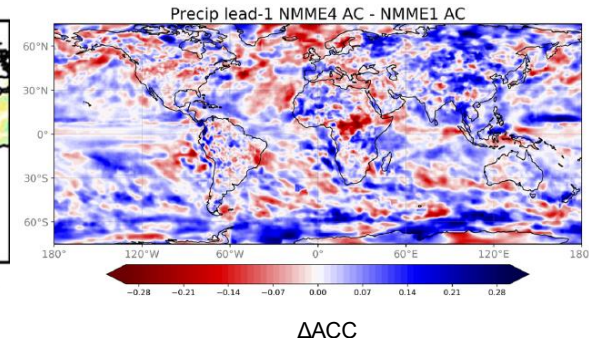 Precip lead-1 NMME4 AC - NMME1 AC
60°N
30°N
0°
30°S
60°S
180° 120°W 60°W 0° 60°E 120°E 180°
−0.28 −0.21 −0.14 −0.07 0.00 0.07 0.14 0.21 0.28
ΔACC